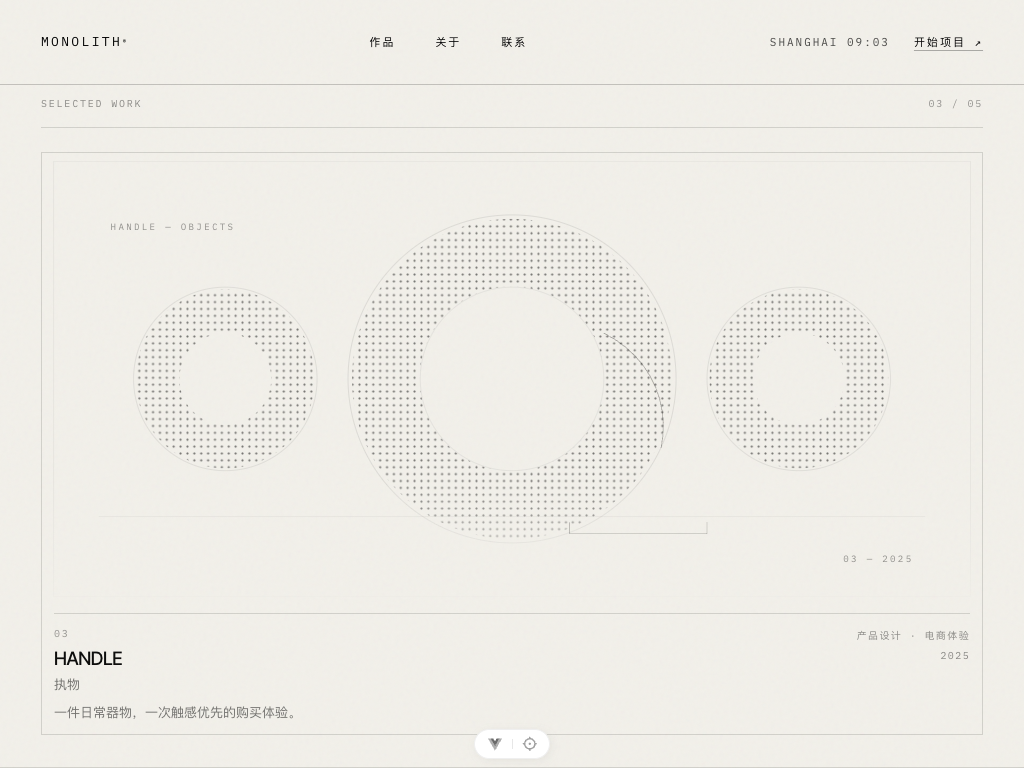 MONOLITH
作品 关于 联系
SHANGHAI 09:03 开始项目 ↗
SELECTED WORK 03 / 05
HANDLE — OBJECTS
03 — 2025
03
产品设计 · 电商体验
HANDLE
2025
执物
一件日常器物，一次触感优先的购买体验。